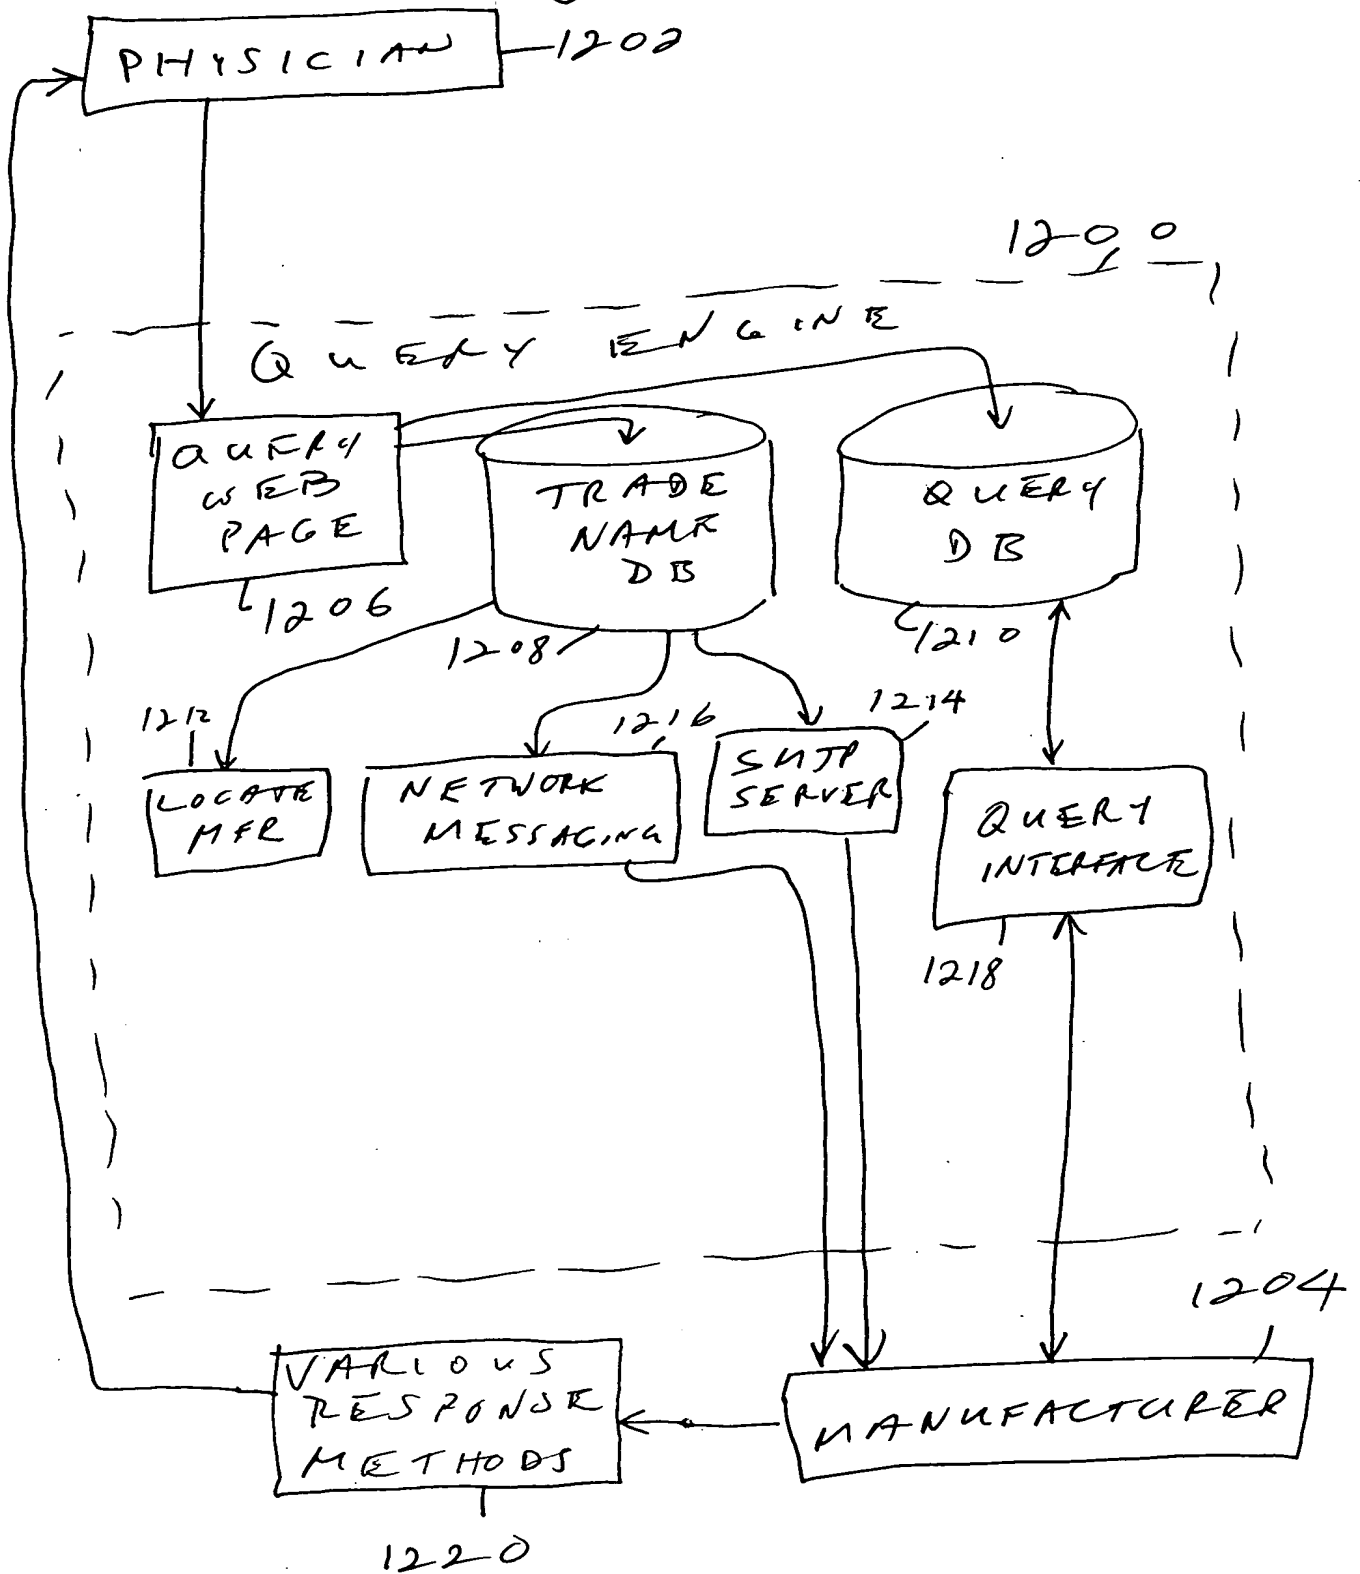 PHYSICIAN
1202
1200
QUERY ENGINE
QUERY
WEB
PAGE
1206
TRADE
NAME
DB
1208
QUERY
DB
1210
1212
LOCATE
MFR
1216
NETWORK
MESSAGING
1214
SMTP
SERVER
QUERY
INTERFACE
1218
1204
MANUFACTURER
VARIOUS
RESPONSE
METHODS
1220